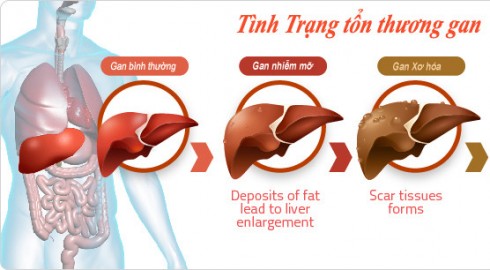 Tình Trạng tổn thương gan
Gan bình thường
Gan nhiễm mỡ
Gan Xơ hóa
Deposits of fat
lead to liver
enlargement
Scar tissues
forms